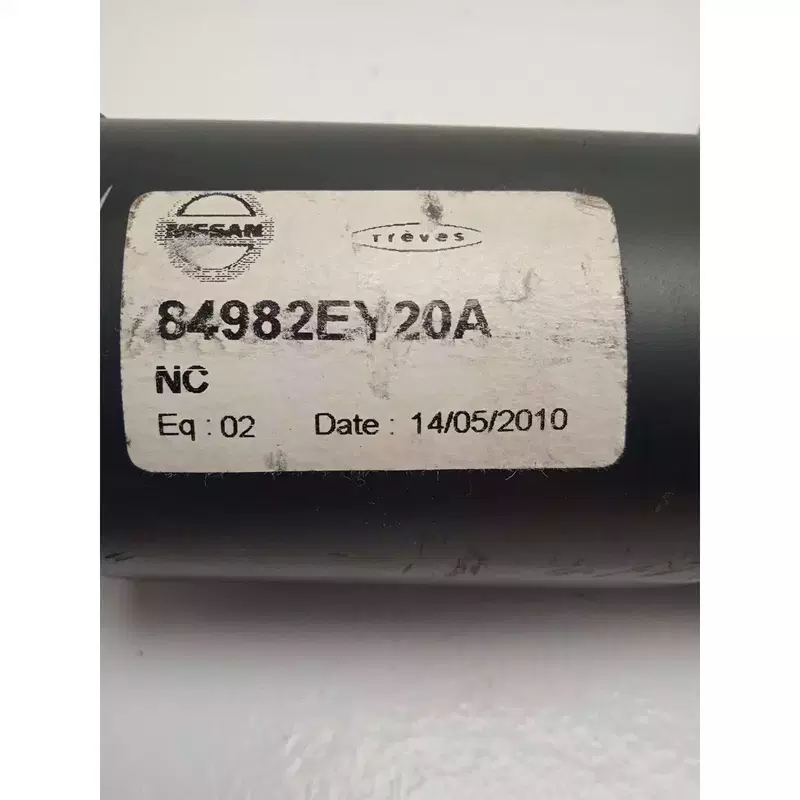 NISSAN
Trèves
84982EY20A
NC
Eq : 02 Date : 14/05/2010